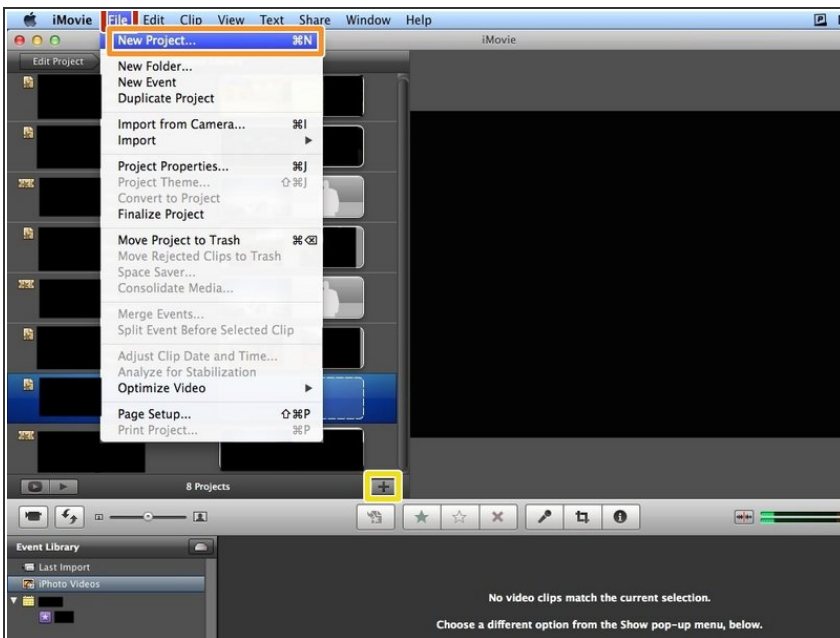 iMovie File Edit Clip View Text Share Window Help
iMovie
New Project... ⌘N
Edit Project
New Folder...
New Event
Duplicate Project
Import from Camera... ⌘I
Import
Project Properties... ⌘J
Project Theme... ⇧⌘J
Convert to Project
Finalize Project
Move Project to Trash ⌘⌫
Move Rejected Clips to Trash
Space Saver...
Consolidate Media...
Merge Events...
Split Event Before Selected Clip
Adjust Clip Date and Time...
Analyze for Stabilization
Optimize Video
Page Setup... ⇧⌘P
Print Project... ⌘P
8 Projects
Event Library
Last Import
iPhoto Videos
No video clips match the current selection.
Choose a different option from the Show pop-up menu, below.